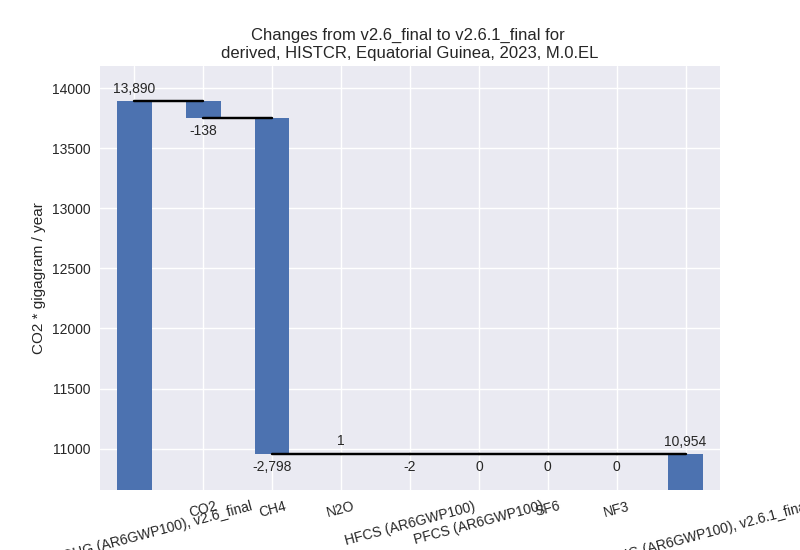 Changes from v2.6_final to v2.6.1_final for
derived, HISTCR, Equatorial Guinea, 2023, M.0.EL
CO2 * gigagram / year
14000
13500
13000
12500
12000
11500
11000
13,890
-138
-2,798
1
-2
0
0
0
10,954
(AR6GWP100), v2.6_final
CO2
CH4
N2O
HFCS (AR6GWP100)
PFCS (AR6GWP100)
SF6
NF3
(AR6GWP100), v2.6.1_final